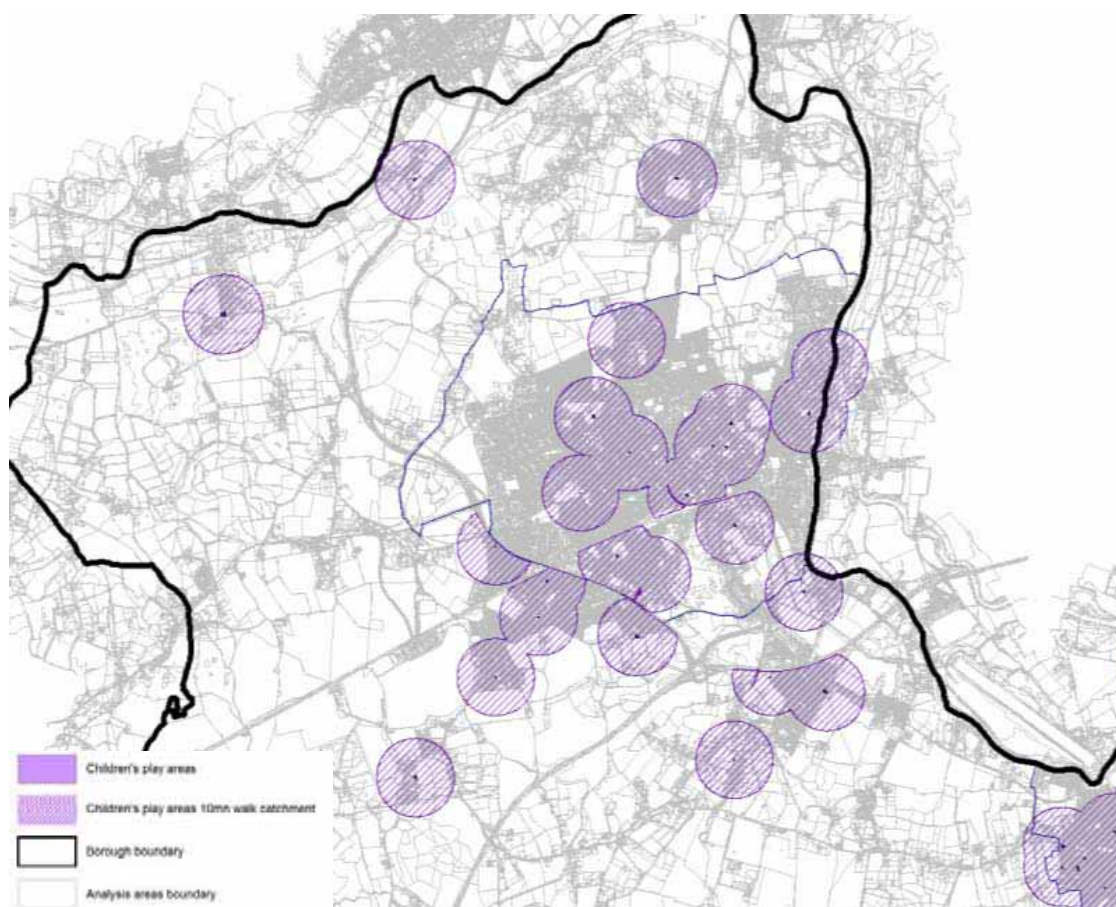 Children's play areas
Children's play areas 10mn walk catchment
Borough boundary
Analysis areas boundary